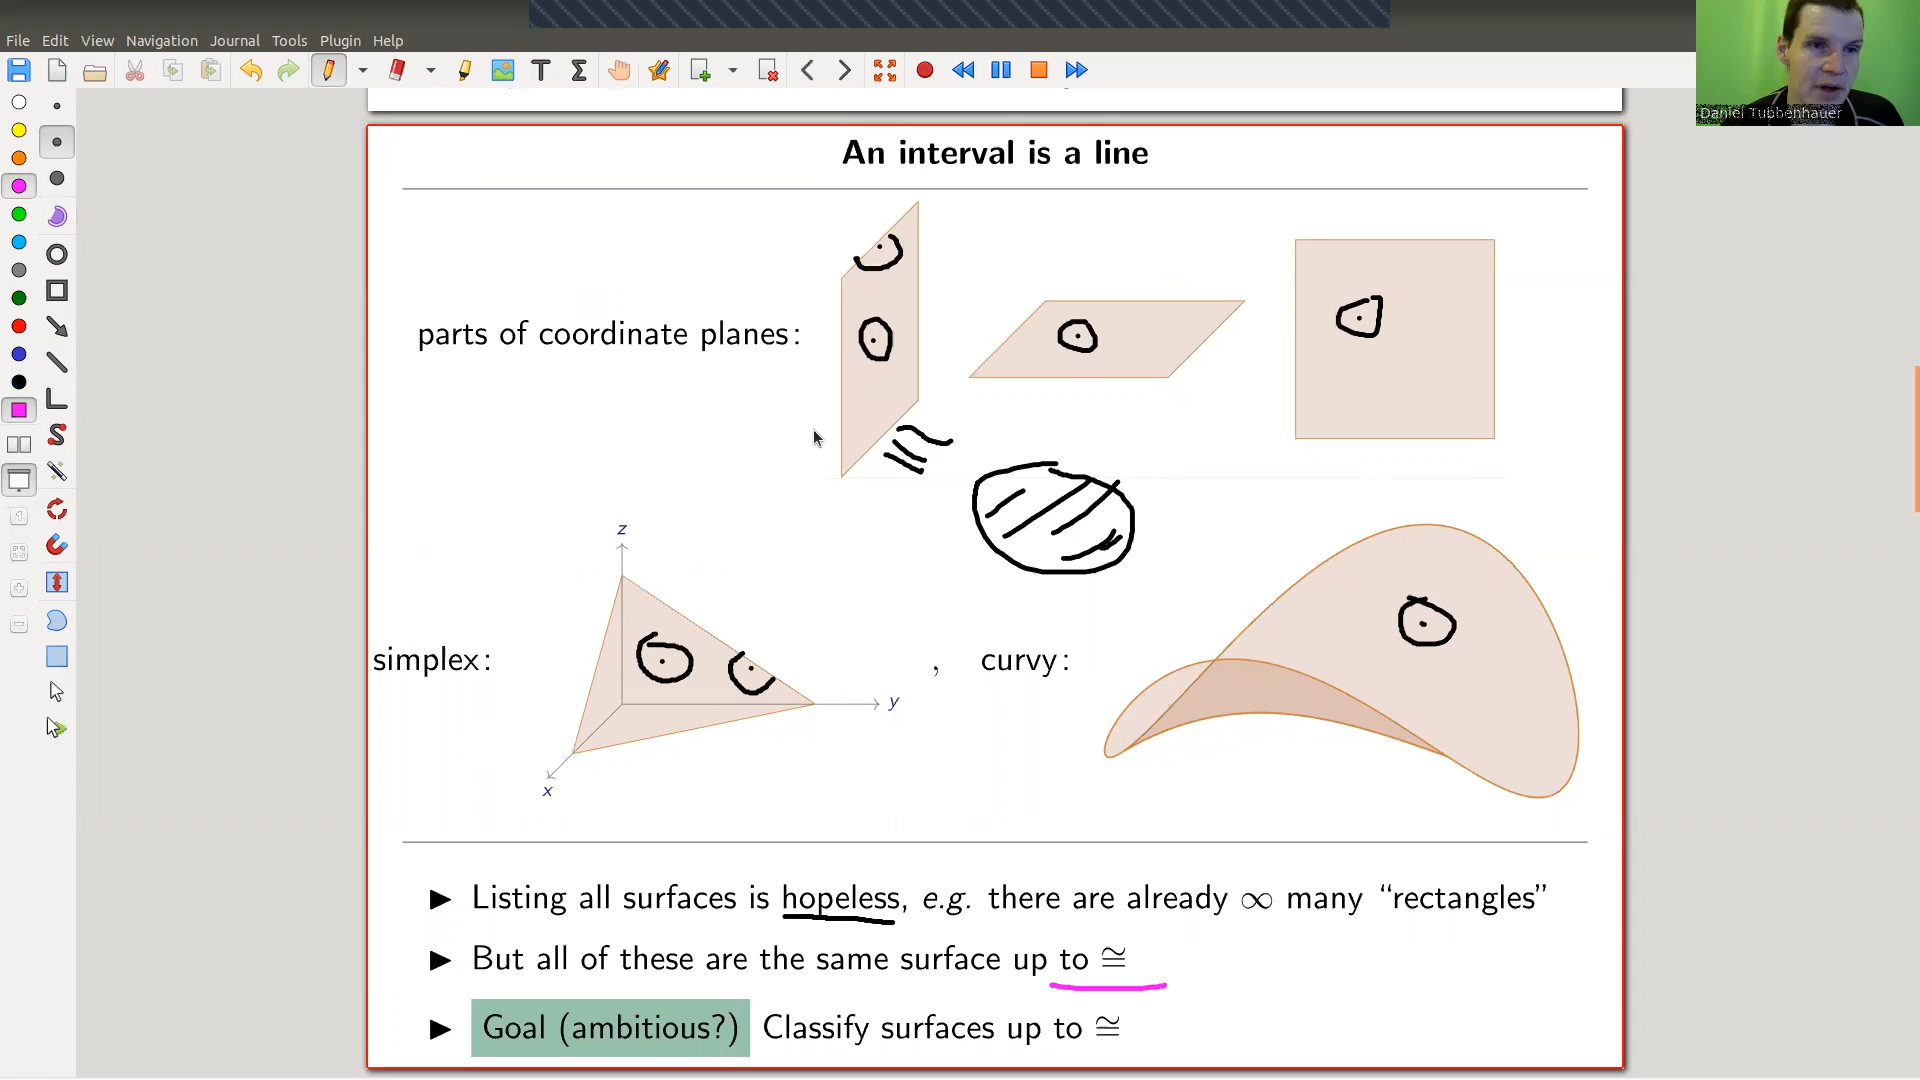 File Edit View Navigation Journal Tools Plugin Help
Daniel Tubbenhauer
An interval is a line
parts of coordinate planes:
≅
z
simplex:
y
x
, curvy:
▶ Listing all surfaces is hopeless, e.g. there are already ∞ many “rectangles”
▶ But all of these are the same surface up to ≅
▶ Goal (ambitious?) Classify surfaces up to ≅